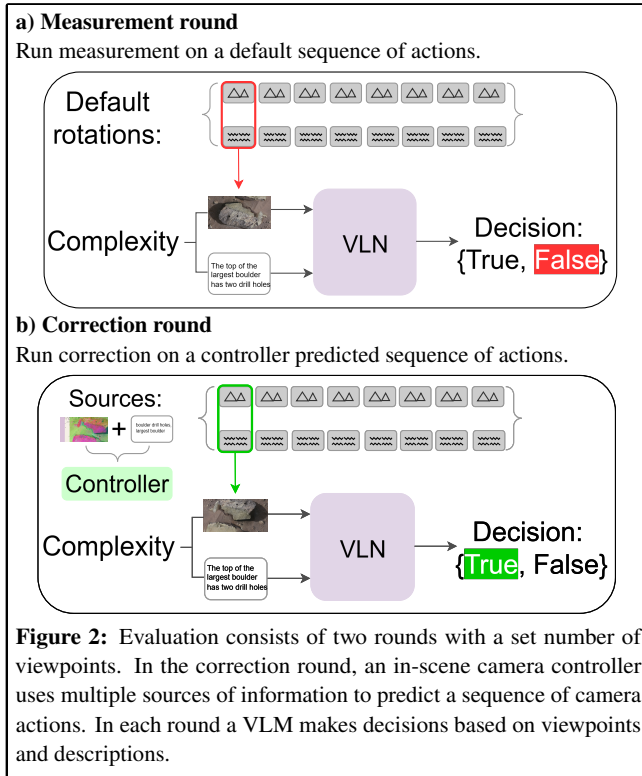 a) Measurement round
Run measurement on a default sequence of actions.
Default
rotations:
Complexity
The top of the
largest boulder
has two drill holes
VLN
Decision:
{True, False}
b) Correction round
Run correction on a controller predicted sequence of actions.
Sources:
+
boulder drill holes,
largest boulder
Controller
Complexity
The top of the
largest boulder
has two drill holes
VLN
Decision:
{True, False}
Figure 2: Evaluation consists of two rounds with a set number of
viewpoints. In the correction round, an in-scene camera controller
uses multiple sources of information to predict a sequence of camera
actions. In each round a VLM makes decisions based on viewpoints
and descriptions.